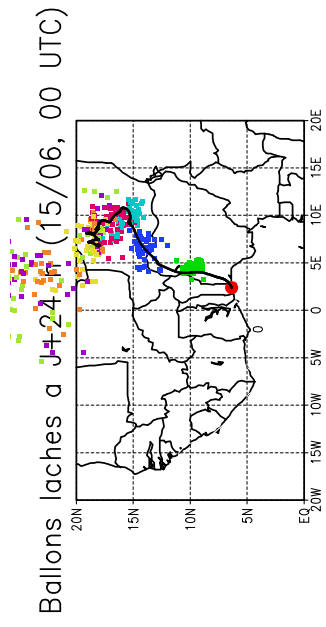 Ballons laches a J+24h (15/06, 00 UTC)
20N
15N
10N
5N
EQ
0
20W 15W 10W 5W 0 5E 10E 15E 20E